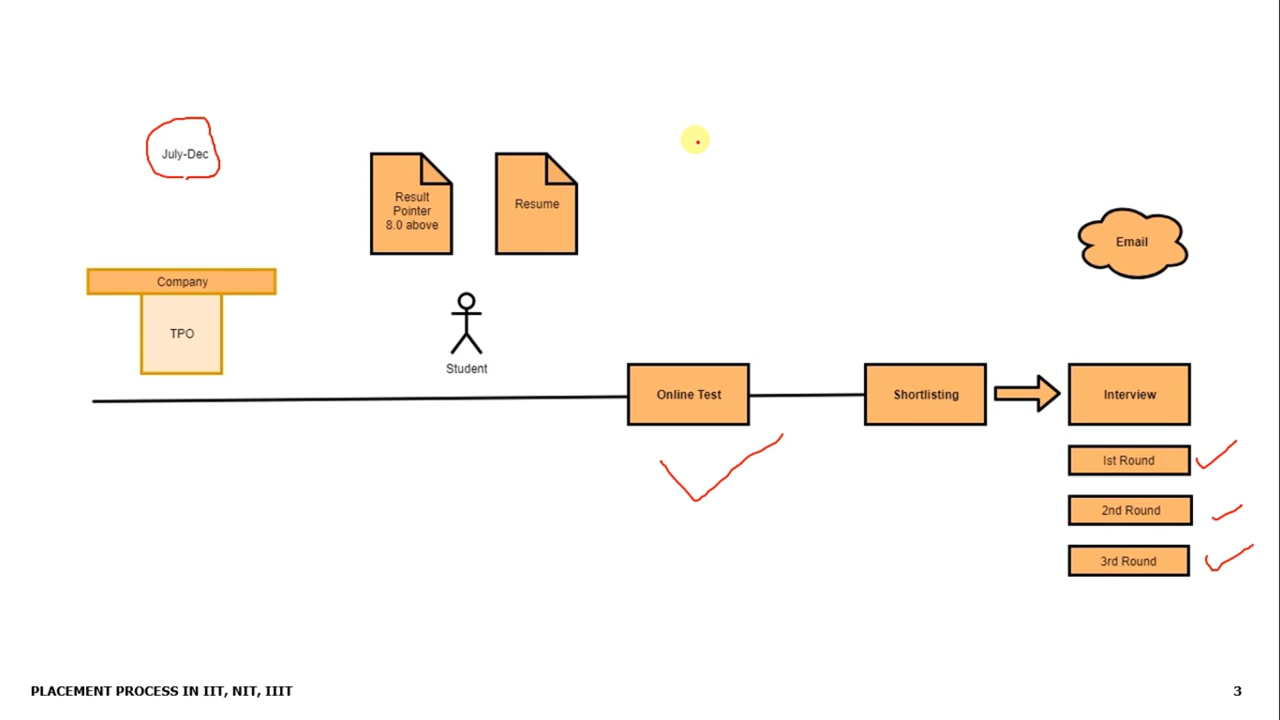 July-Dec
Result
Pointer
8.0 above
Resume
Email
Company
TPO
Student
Online Test
Shortlisting
Interview
Ist Round
2nd Round
3rd Round
PLACEMENT PROCESS IN IIT, NIT, IIIT
3